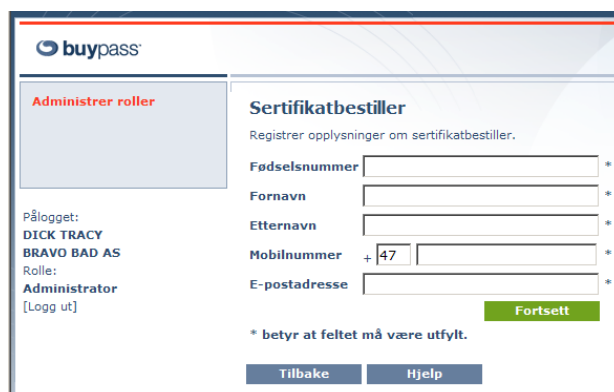 buypass
Administrer roller
Pålogget:
DICK TRACY
BRAVO BAD AS
Rolle:
Administrator
[Logg ut]
Sertifikatbestiller
Registrer opplysninger om sertifikatbestiller.
Fødselsnummer *
Fornavn *
Etternavn *
Mobilnummer + 47 *
E-postadresse *
Fortsett
* betyr at feltet må være utfylt.
Tilbake Hjelp